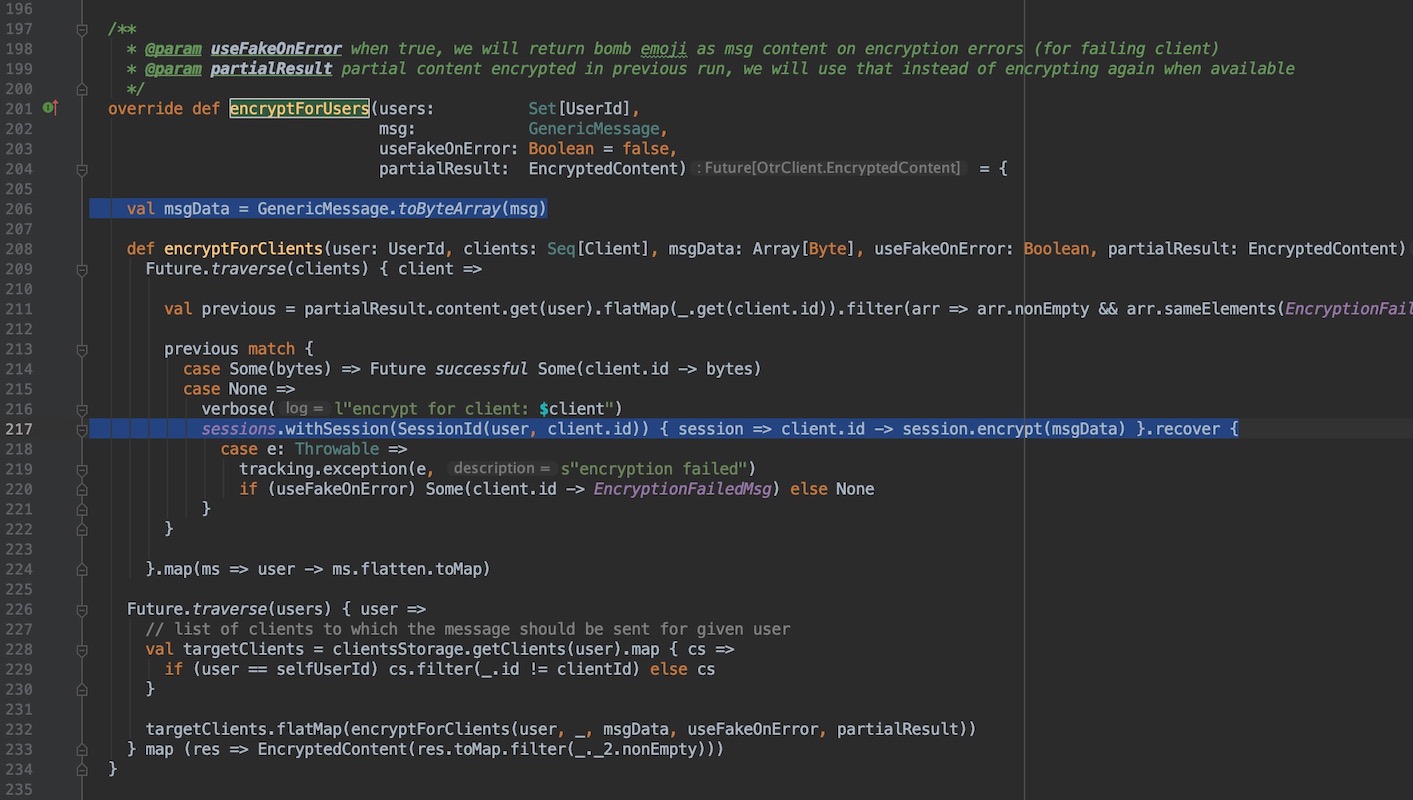 196
197 /**
198 * @param useFakeOnError when true, we will return bomb emoji as msg content on encryption errors (for failing client)
199 * @param partialResult partial content encrypted in previous run, we will use that instead of encrypting again when available
200 */
201 override def encryptForUsers(users: Set[UserId],
202 msg: GenericMessage,
203 useFakeOnError: Boolean = false,
204 partialResult: EncryptedContent) : Future[OtrClient.EncryptedContent] = {
205
206 val msgData = GenericMessage.toByteArray(msg)
207
208 def encryptForClients(user: UserId, clients: Seq[Client], msgData: Array[Byte], useFakeOnError: Boolean, partialResult: EncryptedContent)
209 Future.traverse(clients) { client =>
210
211 val previous = partialResult.content.get(user).flatMap(_.get(client.id)).filter(arr => arr.nonEmpty && arr.sameElements(EncryptionFail
212
213 previous match {
214 case Some(bytes) => Future successful Some(client.id -> bytes)
215 case None =>
216 verbose( log = l"encrypt for client: $client")
217 sessions.withSession(SessionId(user, client.id)) { session => client.id -> session.encrypt(msgData) }.recover {
218 case e: Throwable =>
219 tracking.exception(e, description = s"encryption failed")
220 if (useFakeOnError) Some(client.id -> EncryptionFailedMsg) else None
221 }
222 }
223
224 }.map(ms => user -> ms.flatten.toMap)
225
226 Future.traverse(users) { user =>
227 // list of clients to which the message should be sent for given user
228 val targetClients = clientsStorage.getClients(user).map { cs =>
229 if (user == selfUserId) cs.filter(_.id != clientId) else cs
230 }
231
232 targetClients.flatMap(encryptForClients(user, _, msgData, useFakeOnError, partialResult))
233 } map (res => EncryptedContent(res.toMap.filter(_._2.nonEmpty)))
234 }
235